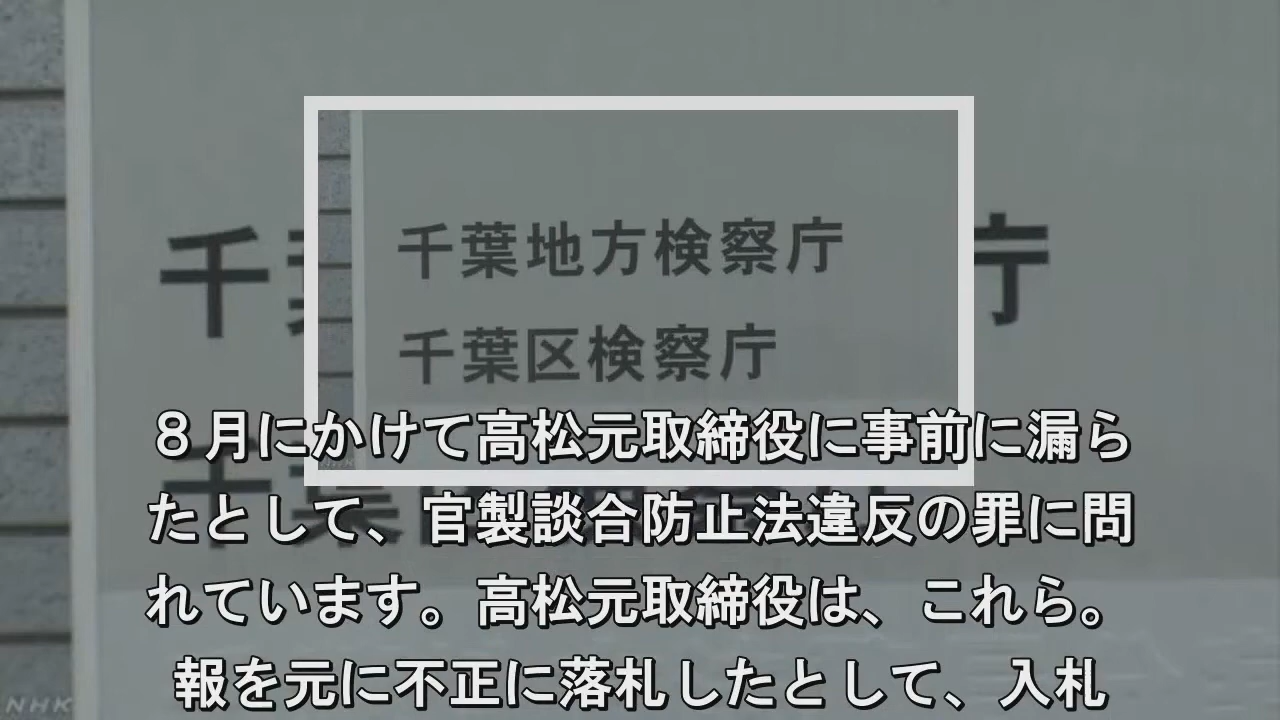 千葉地方検察庁
千葉区検察庁
８月にかけて高松元取締役に事前に漏ら
たとして、官製談合防止法違反の罪に問
れています。高松元取締役は、これら。
報を元に不正に落札したとして、入札
NHK